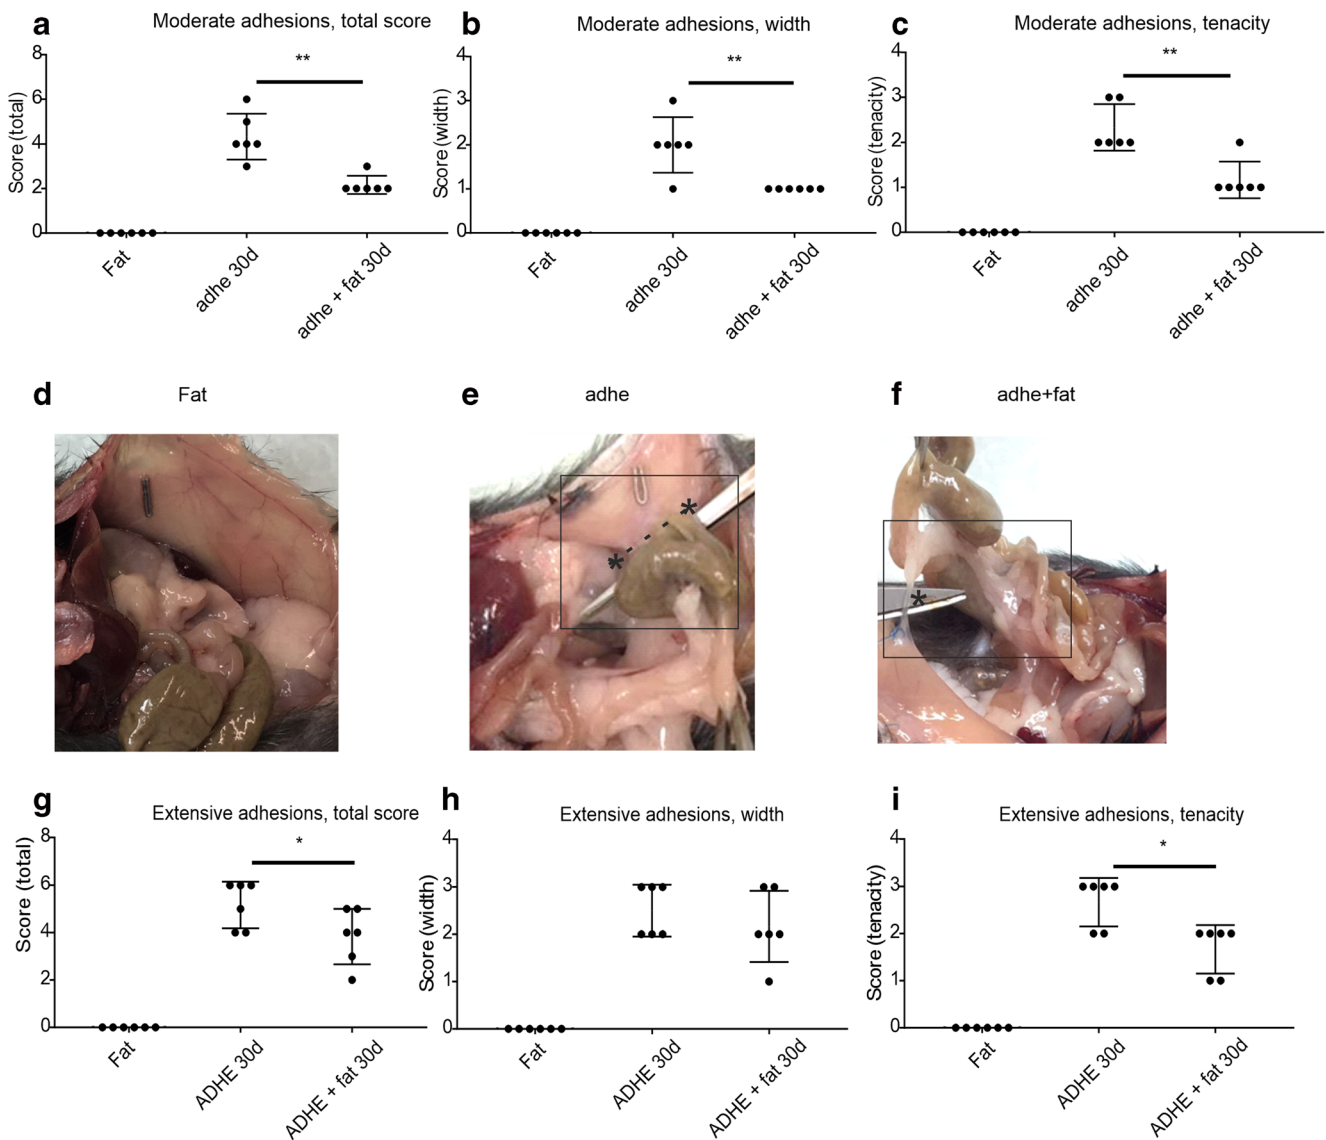 a
Moderate adhesions, total score
Score (total)
8
6
4
2
0
**
Fat
adhe 30d
adhe + fat 30d
b
Moderate adhesions, width
Score (width)
4
3
2
1
0
**
Fat
adhe 30d
adhe + fat 30d
c
Moderate adhesions, tenacity
Score (tenacity)
4
3
2
1
0
**
Fat
adhe 30d
adhe + fat 30d
d
Fat
e
adhe
*
*
f
adhe+fat
*
g
Extensive adhesions, total score
Score (total)
8
6
4
2
0
*
Fat
ADHE 30d
ADHE + fat 30d
h
Extensive adhesions, width
Score (width)
4
3
2
1
0
Fat
ADHE 30d
ADHE + fat 30d
i
Extensive adhesions, tenacity
Score (tenacity)
4
3
2
1
0
*
Fat
ADHE 30d
ADHE + fat 30d